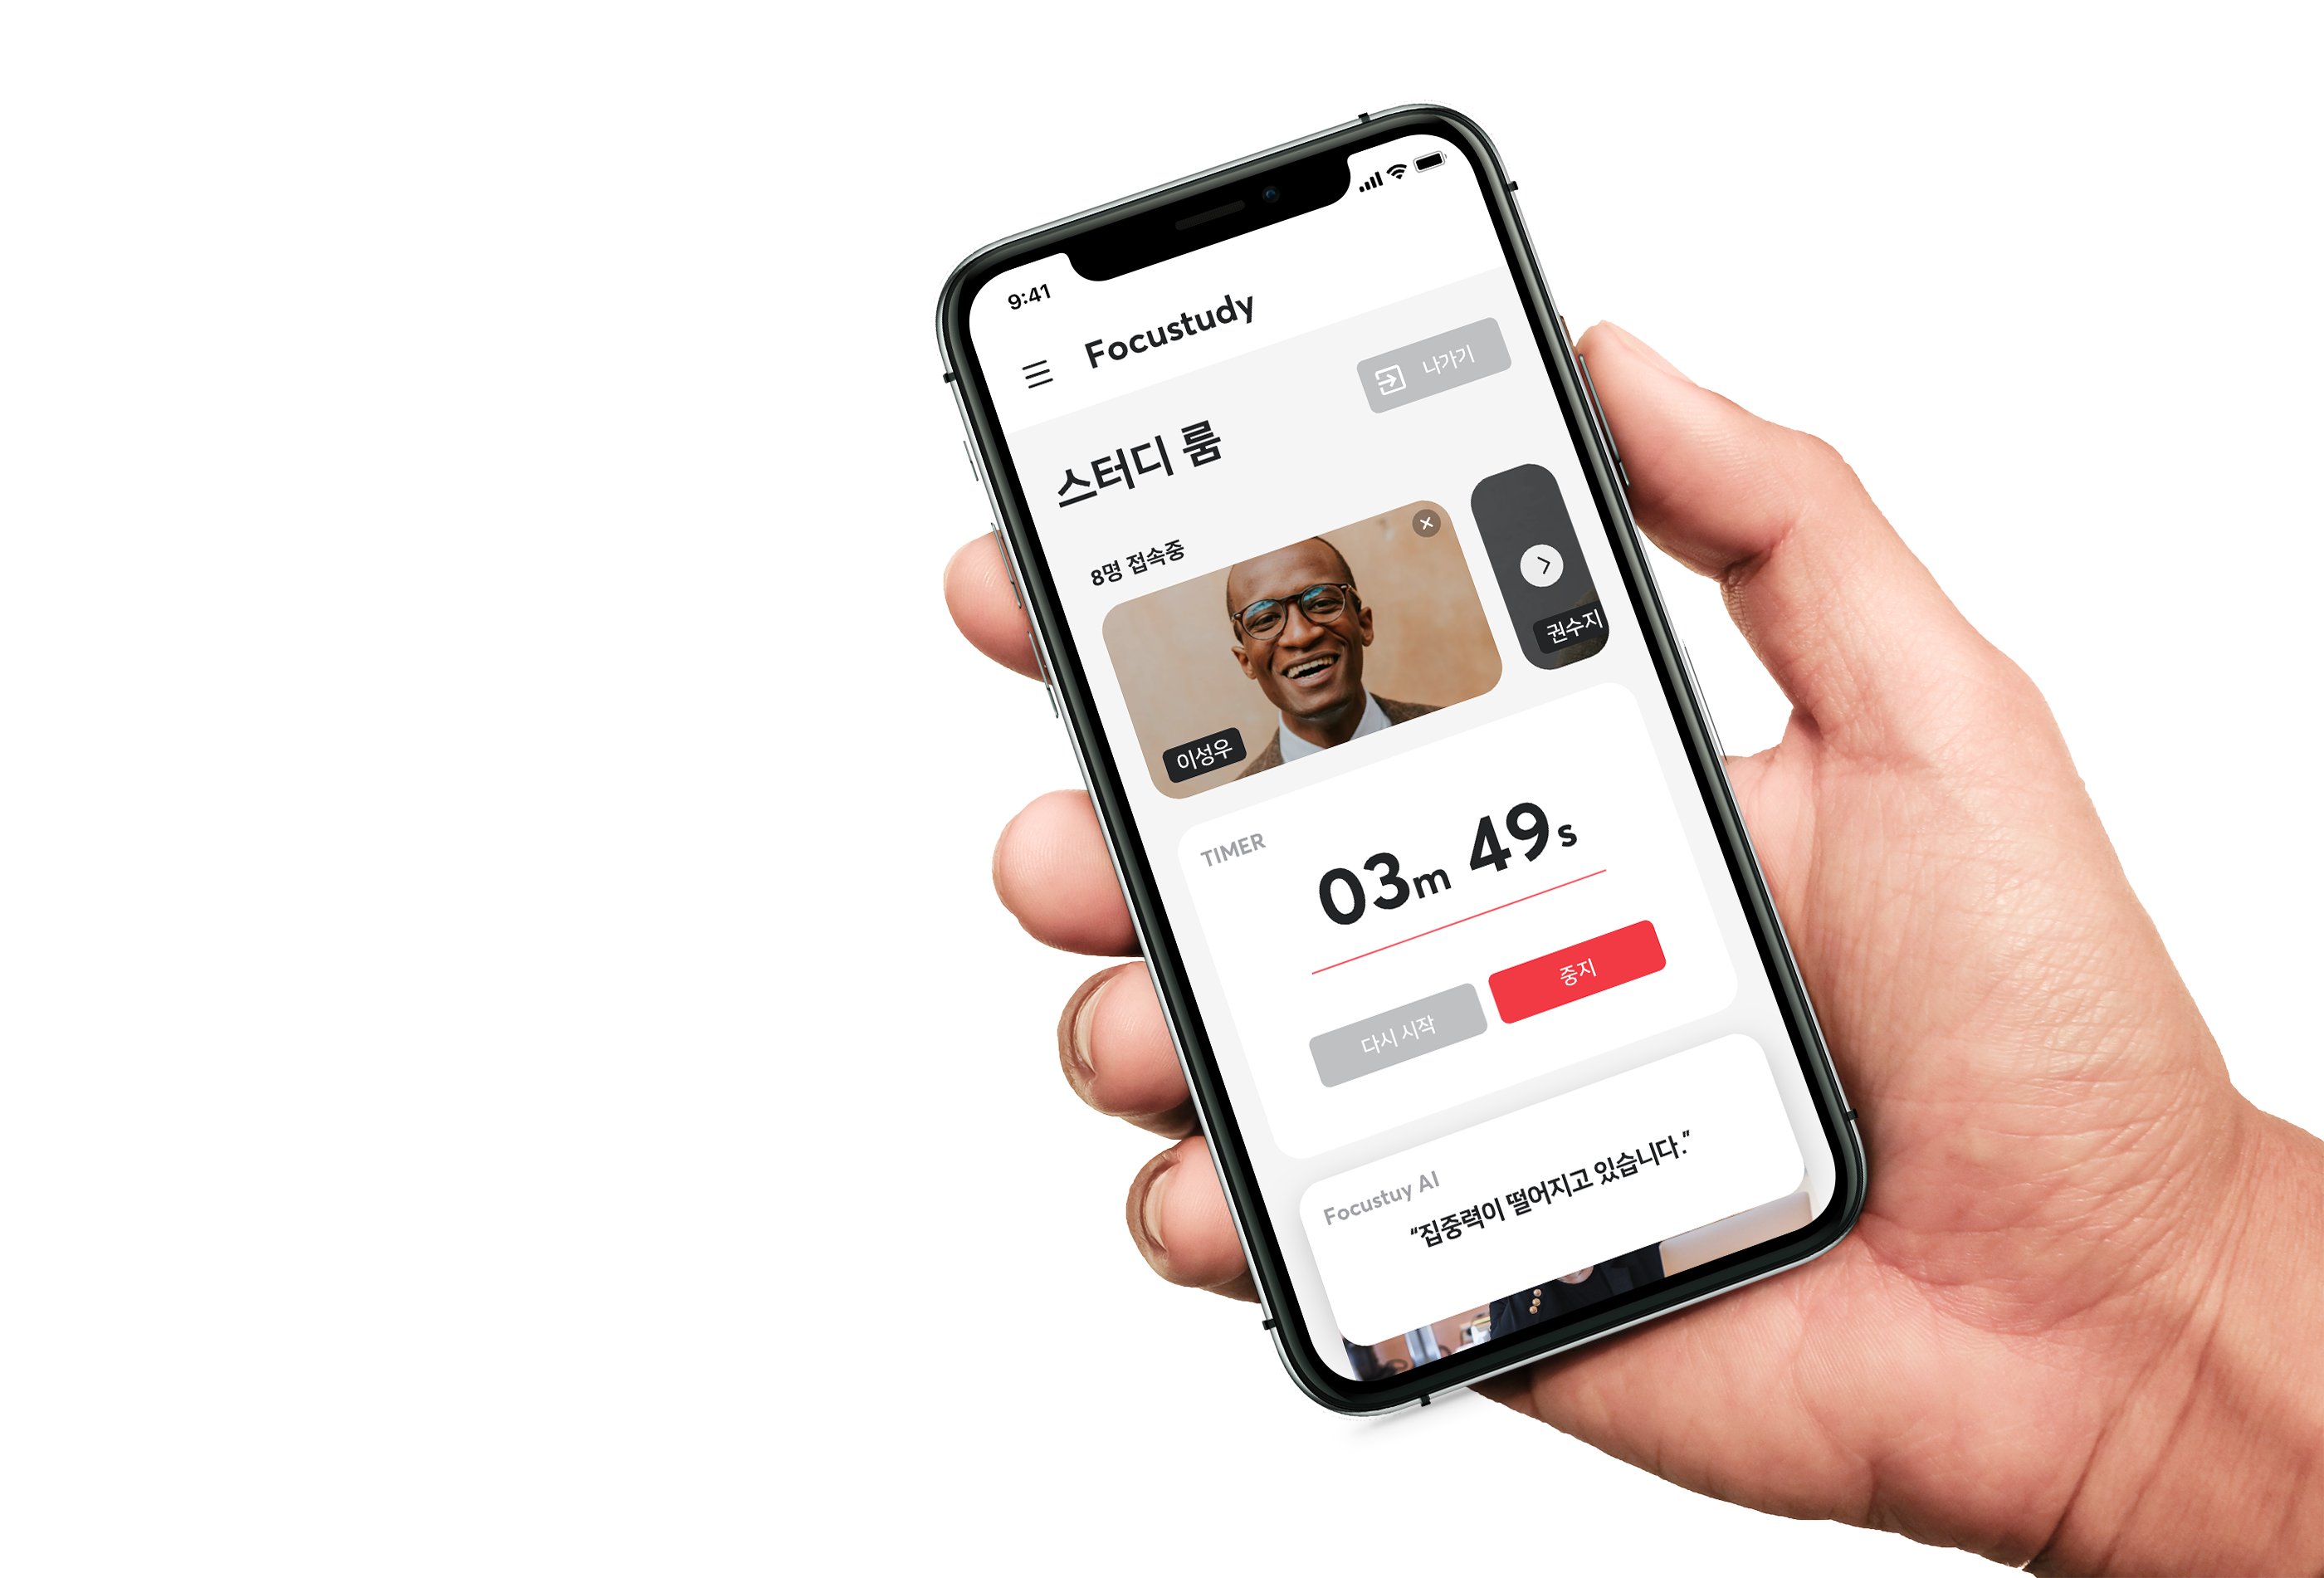 9:41
Focustudy
나가기
스터디 룸
8명 접속중
이성우
권수지
TIMER
03m 49s
다시 시작
중지
Focustuy AI
“집중력이 떨어지고 있습니다.”